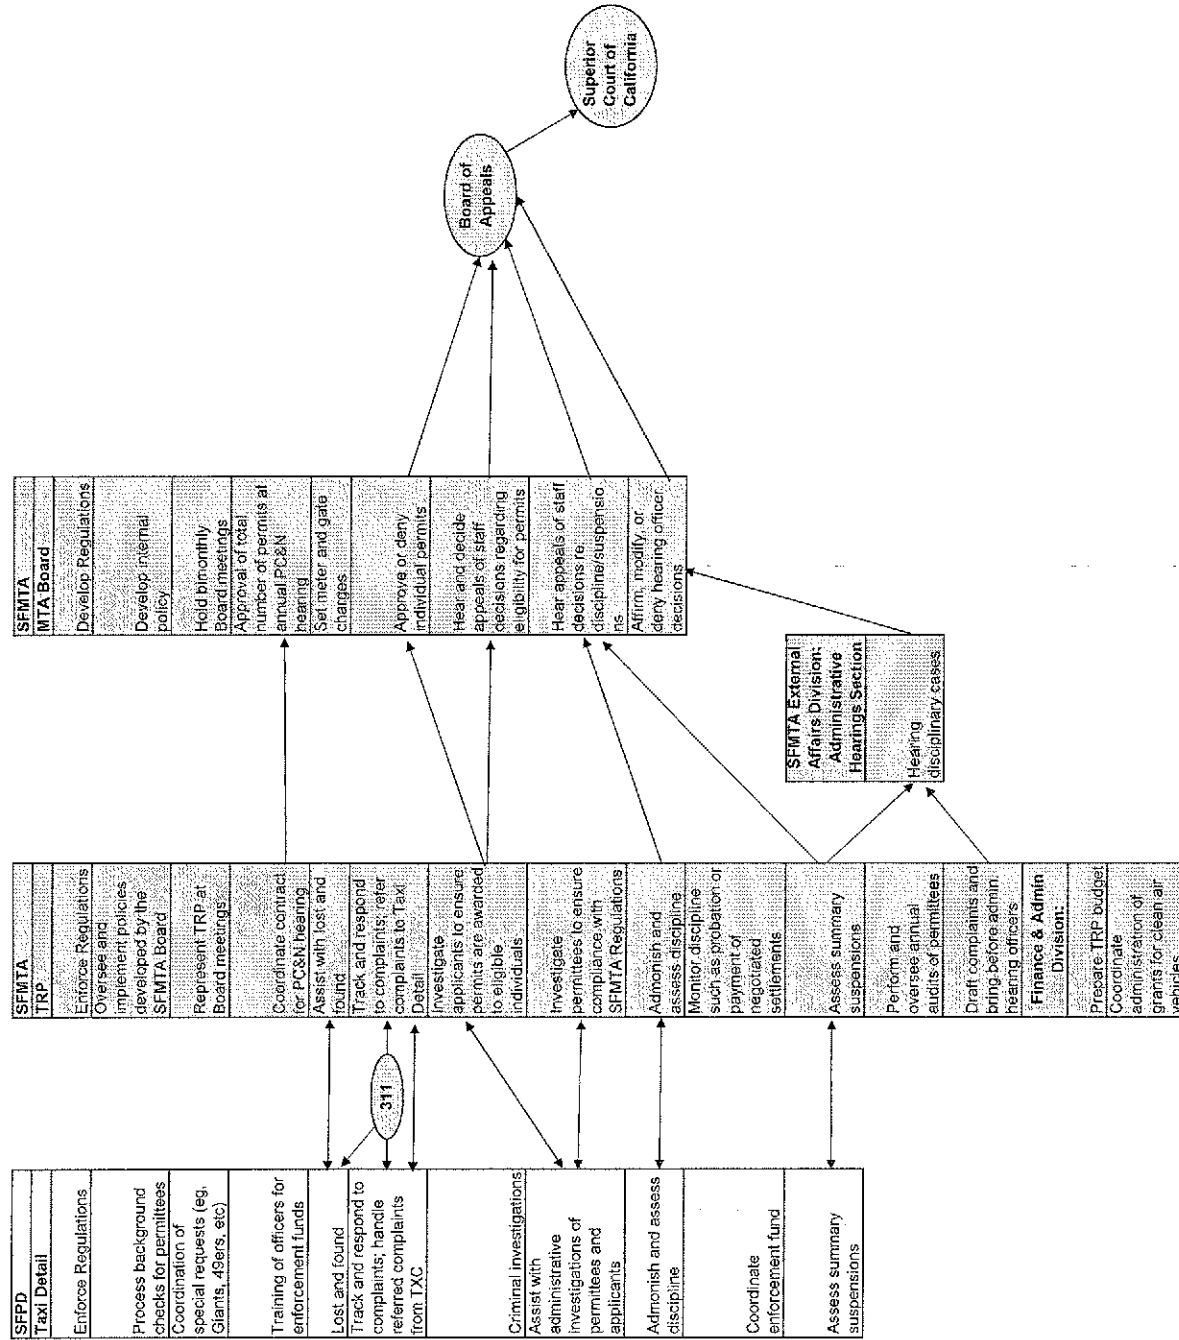 SFPD
Taxi Detail
Enforce Regulations
Process background
checks for permittees
Coordination of
special requests (eg,
Giants, 49ers, etc)
Training of officers for
enforcement funds
Lost and found
Track and respond to
complaints; handle
referred complaints
from TXC
Criminal investigations
Assist with
administrative
investigations of
permittees and
applicants
Admonish and assess
discipline
Coordinate
enforcement fund
Assess summary
suspensions
311
SFMTA
TRP
Enforce Regulations
Oversee and
implement policies
developed by the
SFMTA Board
Represent TRP at
Board meetings
Coordinate contract
for PC&N hearing
Assist with lost and
found
Track and respond
to complaints; refer
complaints to Taxi
Detail
Investigate
applicants to ensure
permits are awarded
to eligible
individuals
Investigate
permittees to ensure
compliance with
SFMTA Regulations
Admonish and
assess discipline
Monitor discipline
such as probation or
payment of
negotiated
settlements
Assess summary
suspensions
Perform and
oversee annual
audits of permittees
Draft complaints and
bring before admin.
hearing officers
Finance & Admin
Division:
Prepare TRP budget
Coordinate
administration of
grants for clean air
vehicles
SFMTA
MTA Board
Develop Regulations
Develop internal
policy
Hold bimonthly
Board meetings
Approval of total
number of permits at
annual PC&N
hearing
Set meter and gate
charges
Approve or deny
individual permits
Hear and decide
appeals of staff
decisions regarding
eligibility for permits
Hear appeals of staff
decisions re:
discipline/suspensio
ns
Affirm, modify, or
deny hearing officer
decisions
SFMTA External
Affairs Division:
Administrative
Hearings Section
Hearing
disciplinary cases
Board of
Appeals
Superior
Court of
California